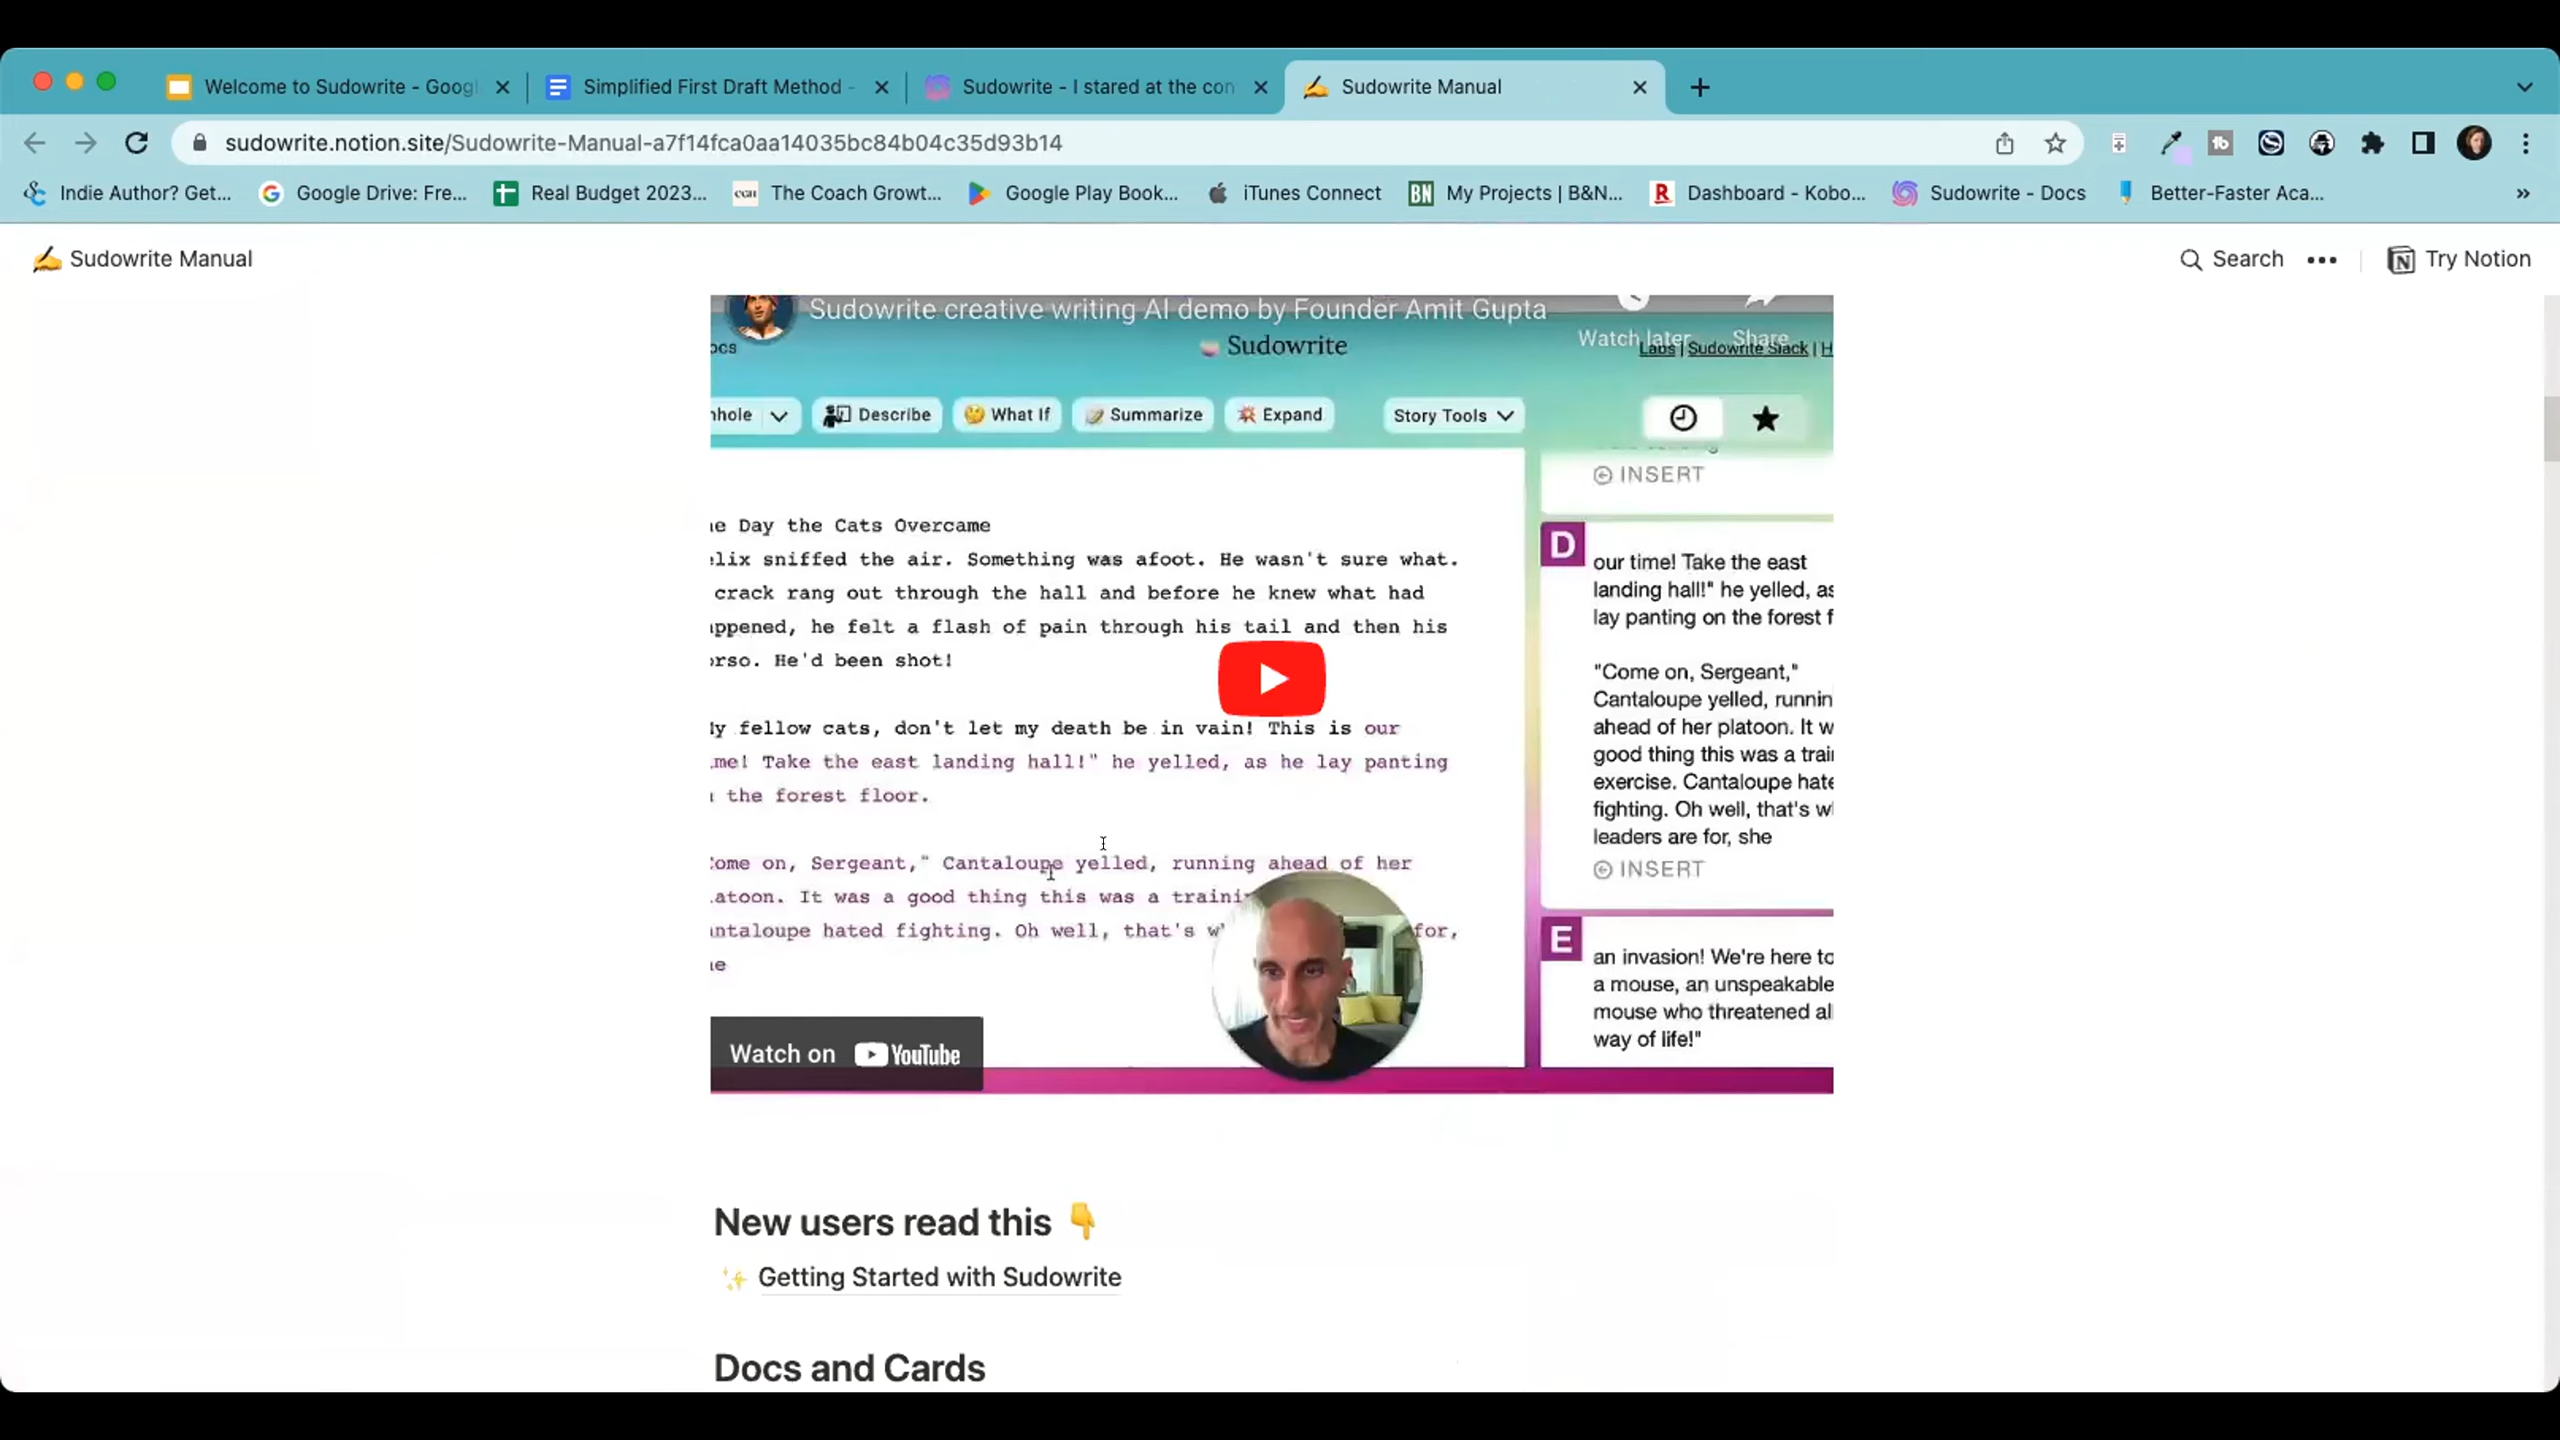 Welcome to Sudowrite - Googl
Simplified First Draft Method -
Sudowrite - I stared at the con
Sudowrite Manual
sudowrite.notion.site/Sudowrite-Manual-a7f14fca0aa14035bc84b04c35d93b14
Indie Author? Get...
Google Drive: Fre...
Real Budget 2023...
The Coach Growt...
Google Play Book...
iTunes Connect
BN My Projects | B&N...
R Dashboard - Kobo...
Sudowrite - Docs
Better-Faster Aca...
Sudowrite Manual
Search
Try Notion
Sudowrite creative writing AI demo by Founder Amit Gupta
Watch later
Share
ocs
Sudowrite
Labs | Sudowrite Slack | H
hole
Describe
What If
Summarize
Expand
Story Tools
INSERT
e Day the Cats Overcame
lix sniffed the air. Something was afoot. He wasn't sure what.
crack rang out through the hall and before he knew what had
ppened, he felt a flash of pain through his tail and then his
rso. He'd been shot!
y fellow cats, don't let my death be in vain! This is our
me! Take the east landing hall!" he yelled, as he lay panting
the forest floor.
ome on, Sergeant," Cantaloupe yelled, running ahead of her
atoon. It was a good thing this was a traini
ntaloupe hated fighting. Oh well, that's w for,
e
D
our time! Take the east
landing hall!" he yelled, as
lay panting on the forest f
"Come on, Sergeant,"
Cantaloupe yelled, runnin
ahead of her platoon. It w
good thing this was a trai
exercise. Cantaloupe hate
fighting. Oh well, that's w
leaders are for, she
INSERT
E
an invasion! We're here to
a mouse, an unspeakable
mouse who threatened al
way of life!"
Watch on YouTube
New users read this
Getting Started with Sudowrite
Docs and Cards